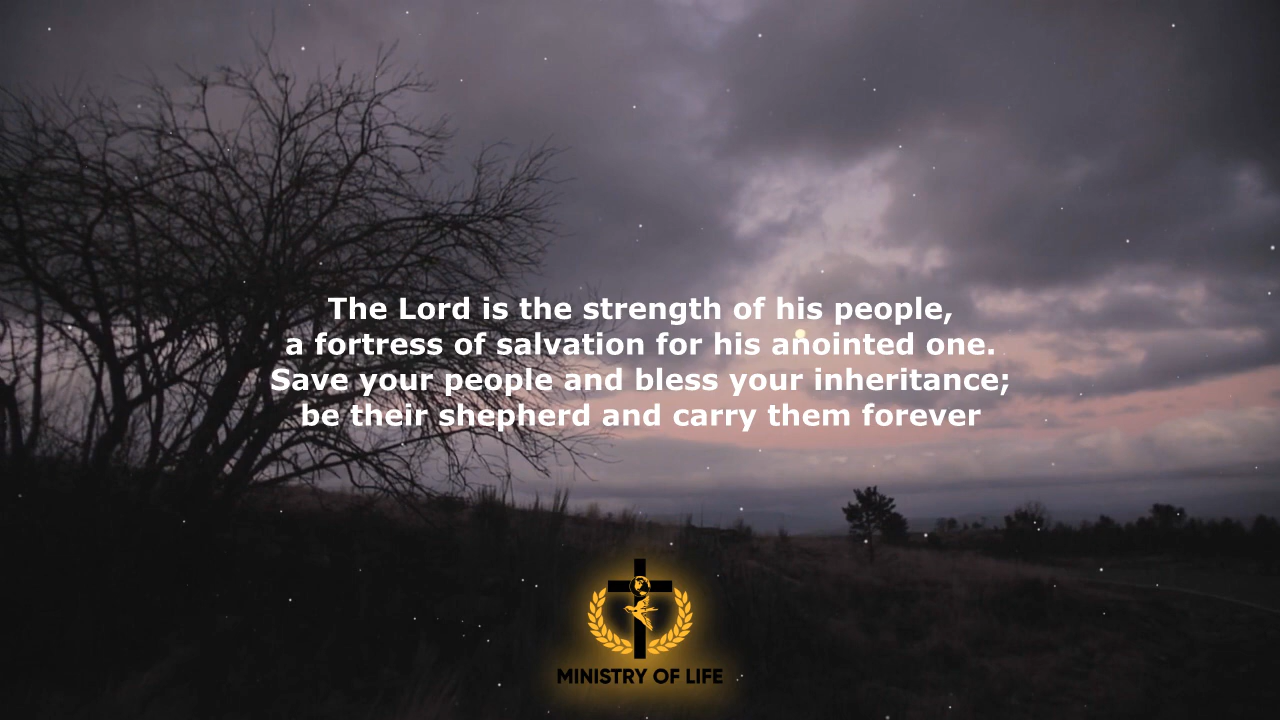 The Lord is the strength of his people,
a fortress of salvation for his anointed one.
Save your people and bless your inheritance;
be their shepherd and carry them forever
MINISTRY OF LIFE